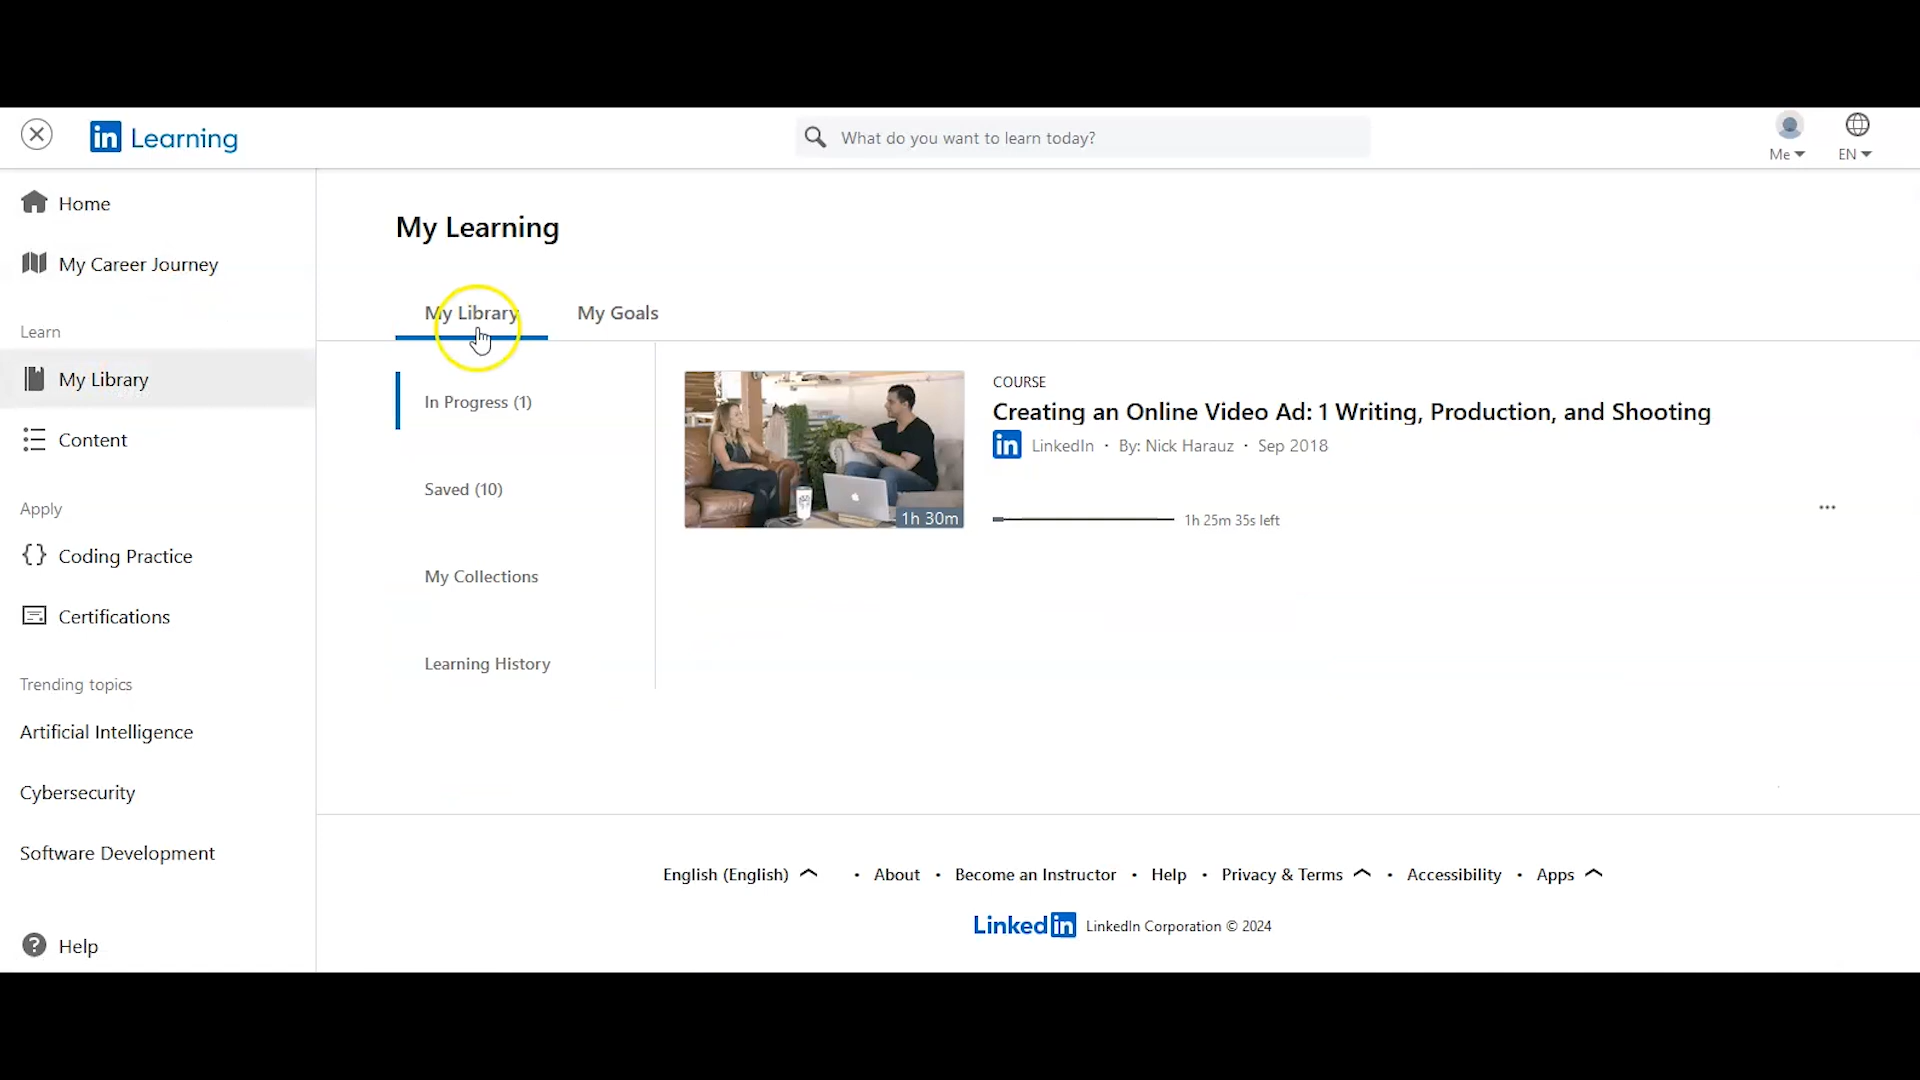 in Learning
What do you want to learn today?
Me
EN
Home
My Career Journey
Learn
My Library
Content
Apply
Coding Practice
Certifications
Trending topics
Artificial Intelligence
Cybersecurity
Software Development
Help
My Learning
My Library
My Goals
In Progress (1)
Saved (10)
My Collections
Learning History
1h 30m
COURSE
Creating an Online Video Ad: 1 Writing, Production, and Shooting
in LinkedIn · By: Nick Harauz · Sep 2018
1h 25m 35s left
English (English) • About • Become an Instructor • Help • Privacy & Terms • Accessibility • Apps
Linked in LinkedIn Corporation © 2024